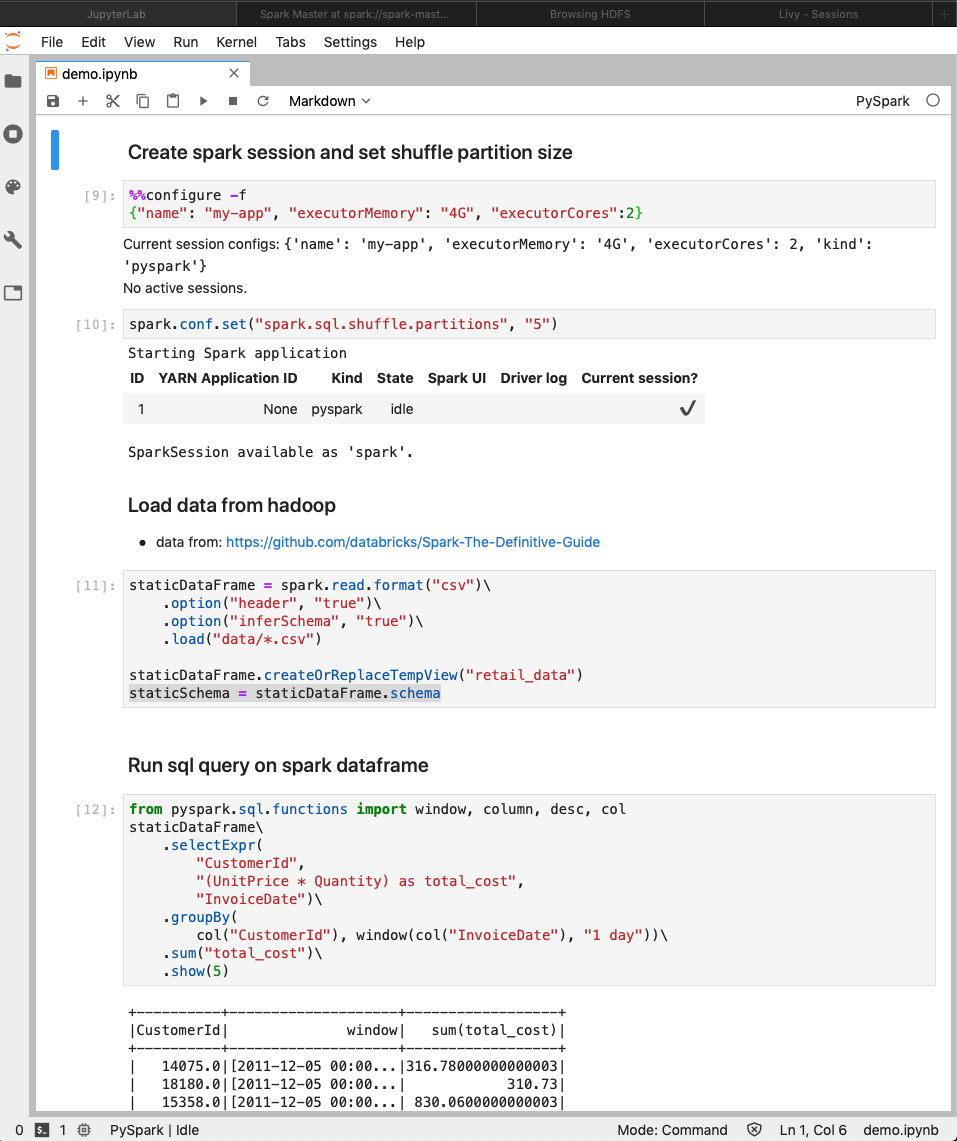 JupyterLab
Spark Master at spark://spark-mast...
Browsing HDFS
Livy - Sessions
File Edit View Run Kernel Tabs Settings Help
demo.ipynb
Markdown
PySpark
Create spark session and set shuffle partition size
[9]:
%%configure -f
{"name": "my-app", "executorMemory": "4G", "executorCores":2}
Current session configs: {'name': 'my-app', 'executorMemory': '4G', 'executorCores': 2, 'kind':
'pyspark'}
No active sessions.
[10]:
spark.conf.set("spark.sql.shuffle.partitions", "5")
Starting Spark application
ID YARN Application ID Kind State Spark UI Driver log Current session?
1 None pyspark idle ✔
SparkSession available as 'spark'.
Load data from hadoop
• data from: https://github.com/databricks/Spark-The-Definitive-Guide
[11]:
staticDataFrame = spark.read.format("csv")\
    .option("header", "true")\
    .option("inferSchema", "true")\
    .load("data/*.csv")
staticDataFrame.createOrReplaceTempView("retail_data")
staticSchema = staticDataFrame.schema
Run sql query on spark dataframe
[12]:
from pyspark.sql.functions import window, column, desc, col
staticDataFrame\
    .selectExpr(
        "CustomerId",
        "(UnitPrice * Quantity) as total_cost",
        "InvoiceDate")\
    .groupBy(
        col("CustomerId"), window(col("InvoiceDate"), "1 day"))\
    .sum("total_cost")\
    .show(5)
+----------+--------------------+------------------+
|CustomerId|              window|   sum(total_cost)|
+----------+--------------------+------------------+
|   14075.0|[2011-12-05 00:00...|316.78000000000003|
|   18180.0|[2011-12-05 00:00...|            310.73|
|   15358.0|[2011-12-05 00:00...| 830.0600000000003|
0 1 PySpark | Idle
Mode: Command Ln 1, Col 6 demo.ipynb